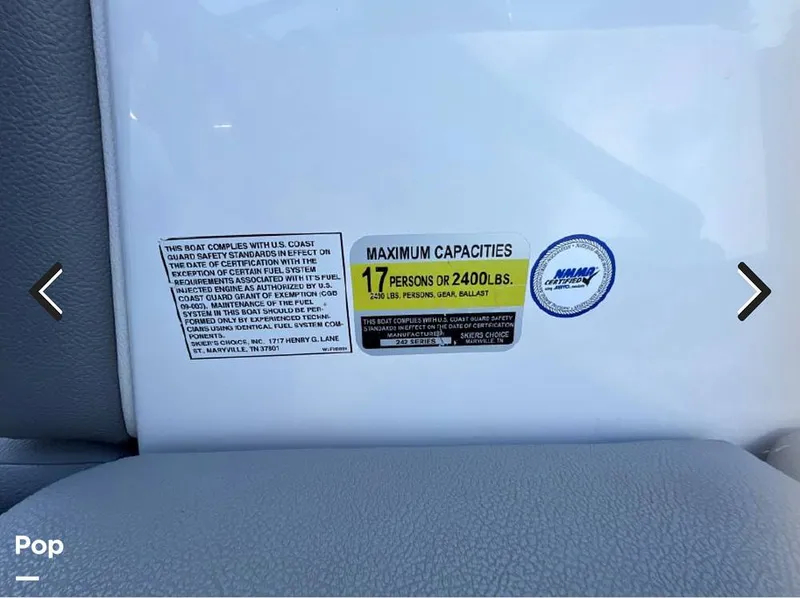 THIS BOAT COMPLIES WITH U.S. COAST
GUARD SAFETY STANDARDS IN EFFECT ON
THE DATE OF CERTIFICATION WITH THE
EXCEPTION OF CERTAIN FUEL SYSTEM
REQUIREMENTS ASSOCIATED WITH IT'S FUEL
INJECTED ENGINE AS AUTHORIZED BY U.S.
COAST GUARD GRANT OF EXEMPTION (CGB
09-003). MAINTENANCE OF THE FUEL
SYSTEM IN THIS BOAT SHOULD BE PER-
FORMED ONLY BY EXPERIENCED TECHNI-
CIANS USING IDENTICAL FUEL SYSTEM COM-
PONENTS.
SKIER'S CHOICE, INC. 1717 HENRY G. LANE
ST. MARYVILLE, TN 37801
MAXIMUM CAPACITIES
17 PERSONS OR 2400LBS.
2400 LBS. PERSONS, GEAR, BALLAST
THIS BOAT COMPLIES WITH U.S. COAST GUARD SAFETY
STANDARDS IN EFFECT ON THE DATE OF CERTIFICATION
MANUFACTURER: SKIERS CHOICE
242 SERIES MARYVILLE, TN
NMMA
CERTIFIED
Pop